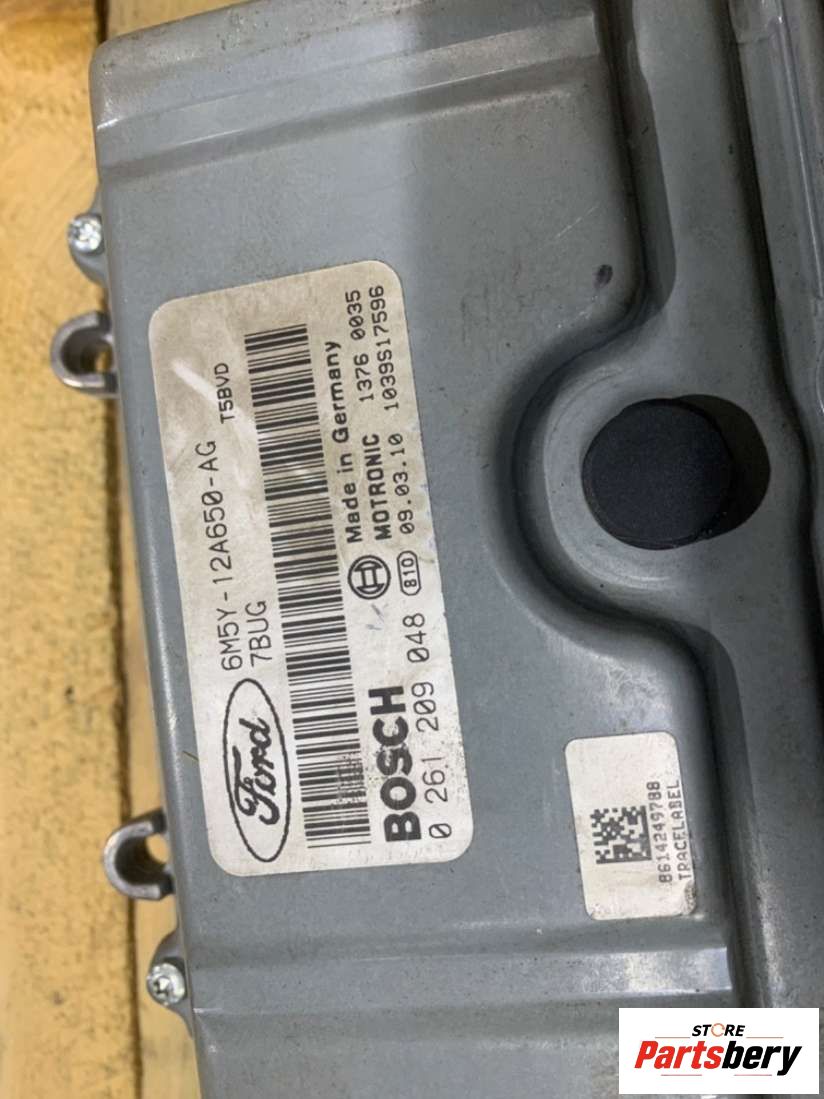 Ford
6M5Y-12A650-AG T5BVD
7BUG
BOSCH
0 261 209 048
Made in Germany
MOTRONIC 1376 0035
810 09.03.10 1039S17596
8614249788
TRACELABEL
STORE
Partsbery